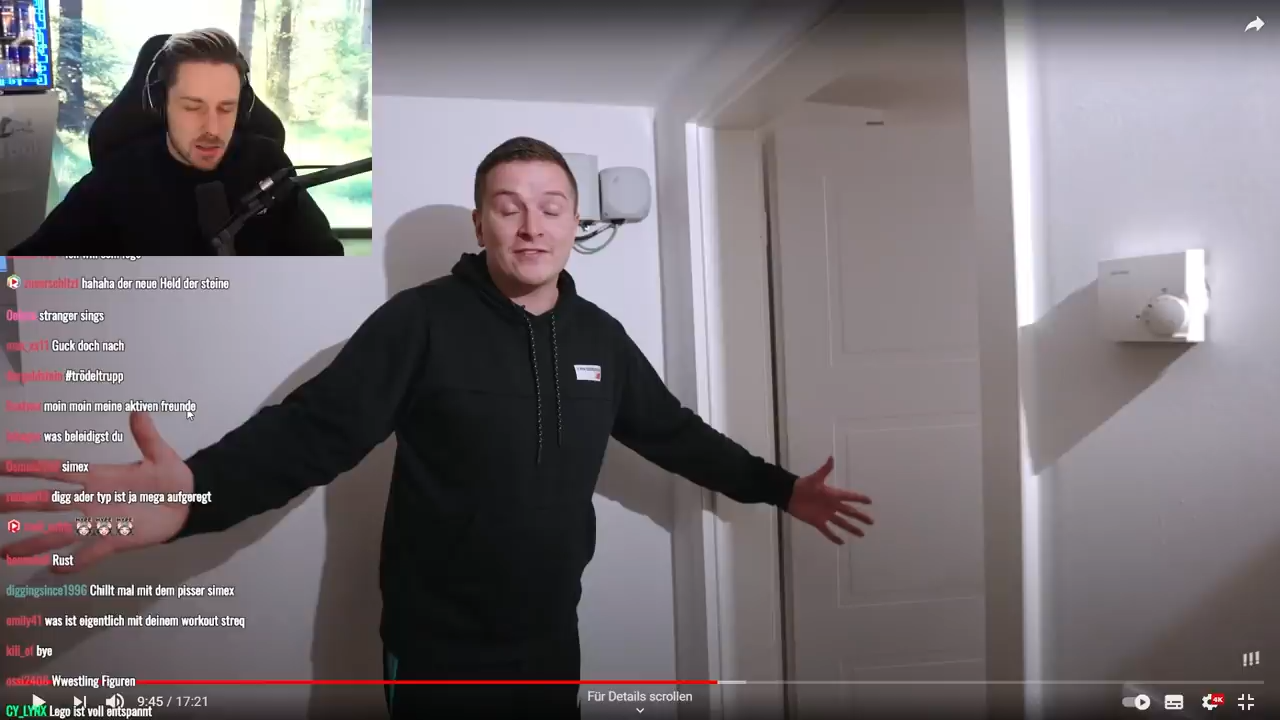 hahaha der neue Held der steine
stranger sings
Guck doch nach
#trödeltrupp
moin moin meine aktiven freunde
was beleidigst du
simex
digg ader typ ist ja mega aufgeregt
Rust
diggingsince1996 Chillt mal mit dem pisser simex
emily41 was ist eigentlich mit deinem workout streq
bye
Wwestling Figuren
9:45 / 17:21
Für Details scrollen
4K
CY_LYNX Lego ist voll entspannt